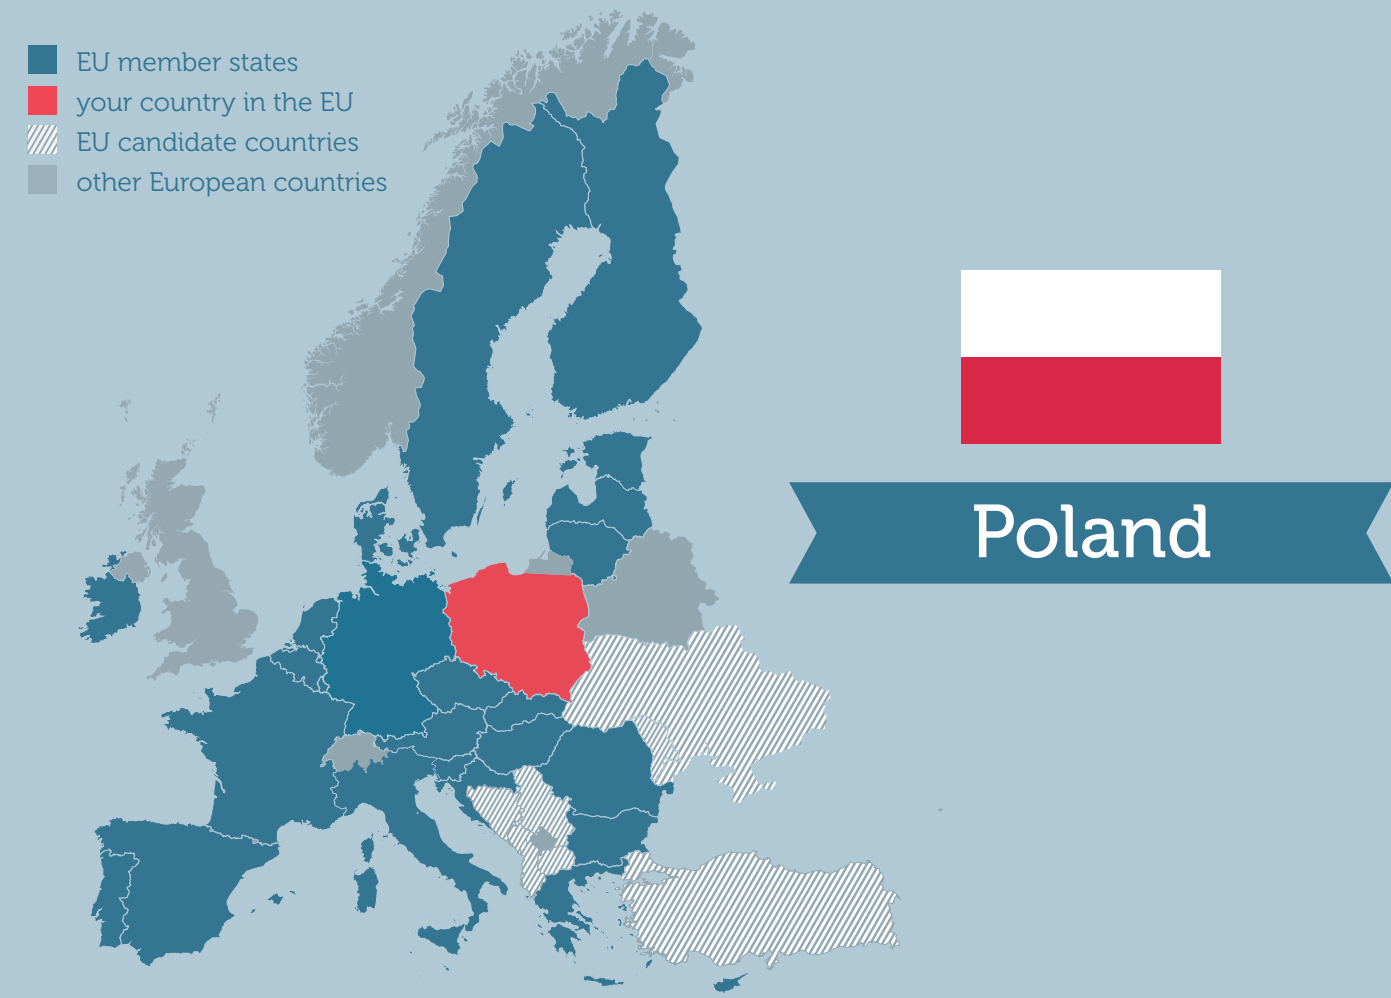 EU member states
your country in the EU
EU candidate countries
other European countries
Poland